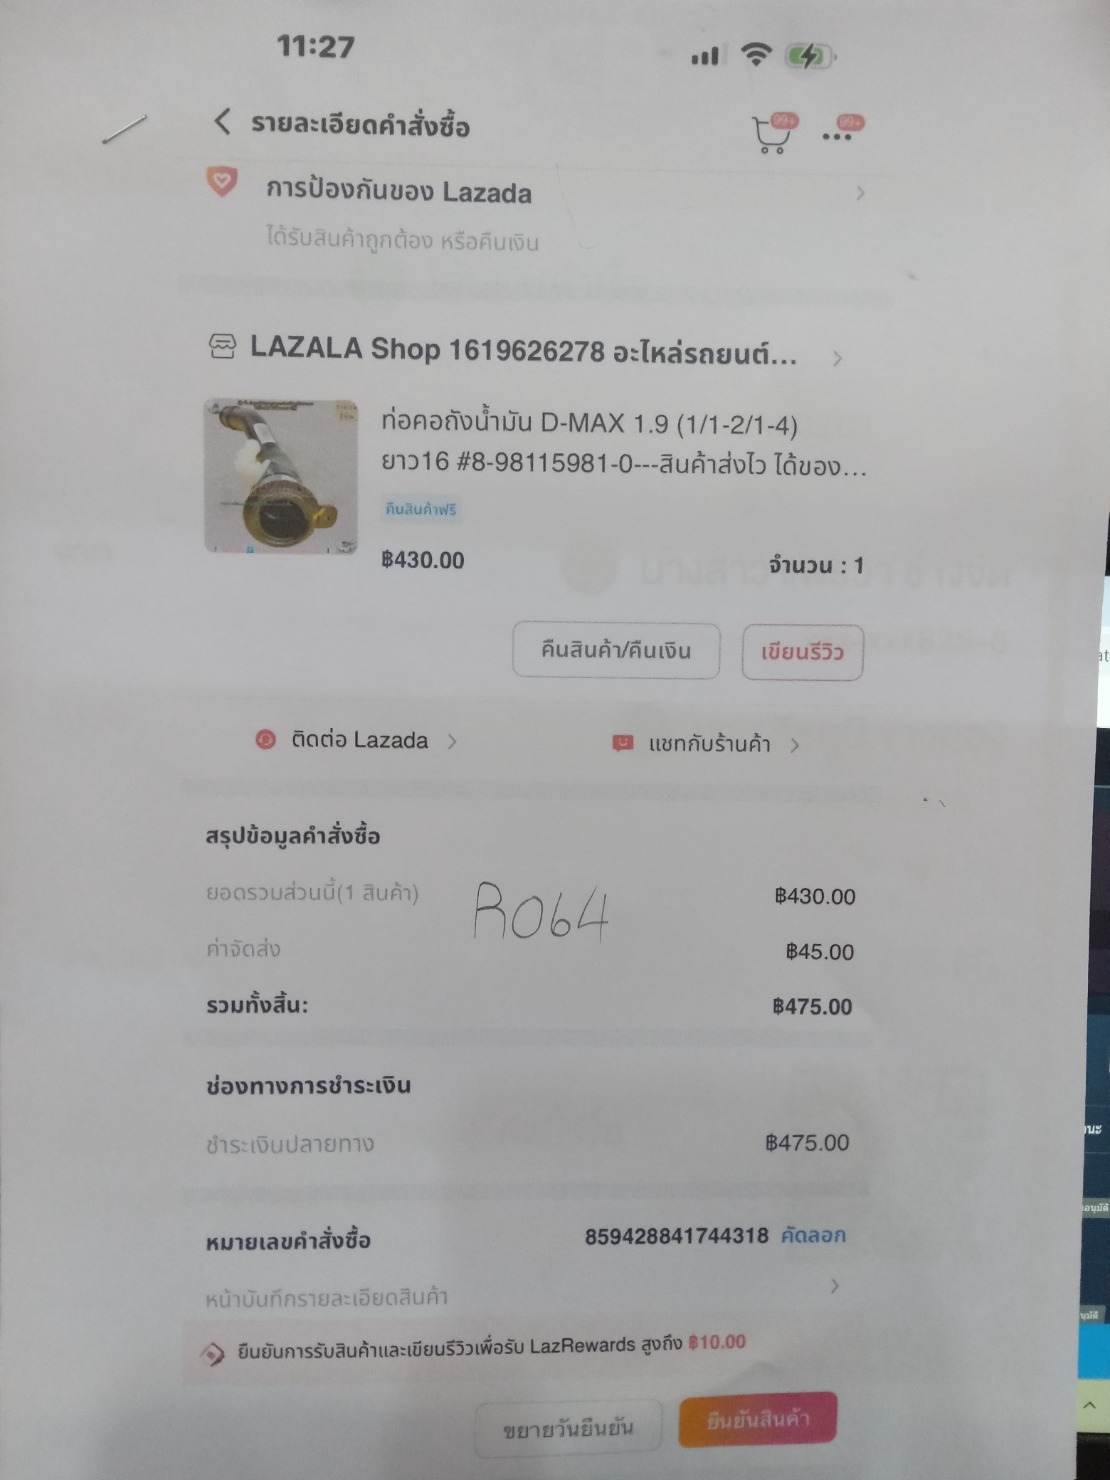 11:27
รายละเอียดคำสั่งซื้อ
99+
99+
การป้องกันของ Lazada
ได้รับสินค้าถูกต้อง หรือคืนเงิน
LAZALA Shop 1619626278 อะไหล่รถยนต์...
ท่อคอถังน้ำมัน D-MAX 1.9 (1/1-2/1-4)
ยาว16 #8-98115981-0---สินค้าส่งไว ได้ของ...
คืนสินค้าฟรี
฿430.00 จำนวน : 1
คืนสินค้า/คืนเงิน เขียนรีวิว
ติดต่อ Lazada แชทกับร้านค้า
สรุปข้อมูลคำสั่งซื้อ
ยอดรวมส่วนนี้(1 สินค้า) ฿430.00
R064
ค่าจัดส่ง ฿45.00
รวมทั้งสิ้น: ฿475.00
ช่องทางการชำระเงิน
ชำระเงินปลายทาง ฿475.00
หมายเลขคำสั่งซื้อ 859428841744318 คัดลอก
หน้าบันทึกรายละเอียดสินค้า
ยืนยันการรับสินค้าและเขียนรีวิวเพื่อรับ LazRewards สูงถึง ฿10.00
ขยายวันยืนยัน ยืนยันสินค้า